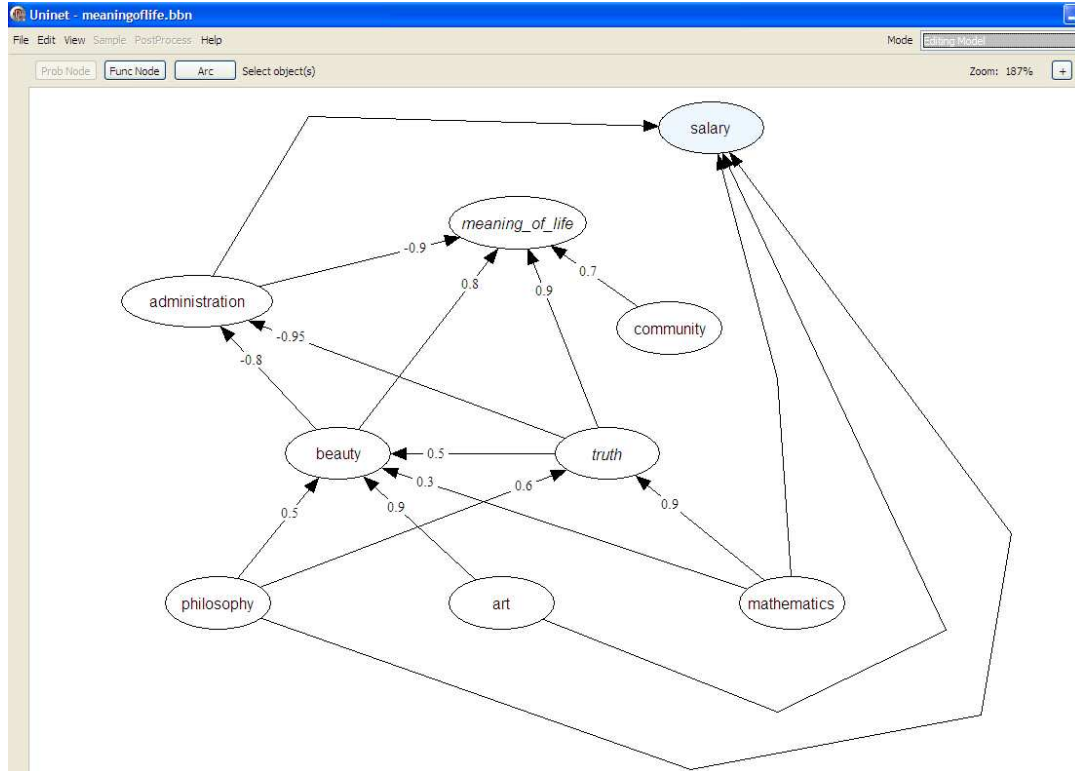 Uninet - meaningoflife.bbn
File Edit View Sample PostProcess Help Mode Editing Model
Prob Node Func Node Arc Select object(s) Zoom: 187% +
salary
meaning_of_life
-0.9
0.7
0.8
0.9
administration
community
-0.95
-0.8
beauty
0.5
truth
0.3
0.6
0.5
0.9
0.9
philosophy
art
mathematics